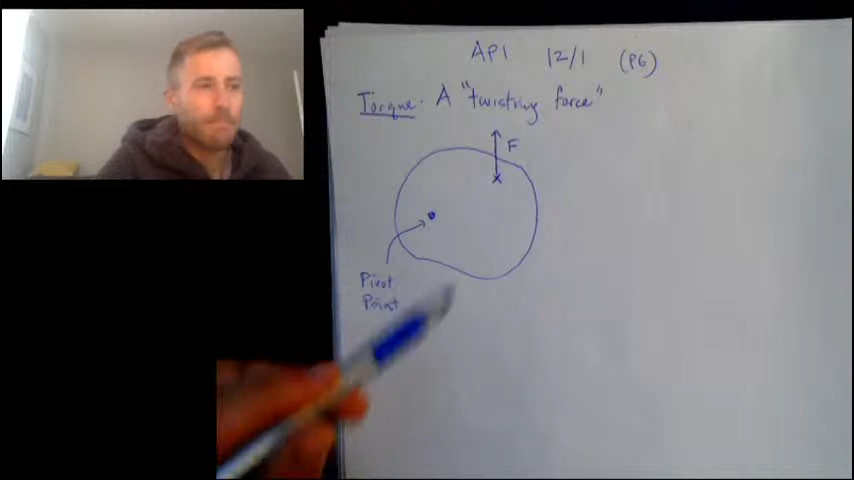 AP1 12/1 (P6)
Torque: A "twisting force"
F
Pivot
Point